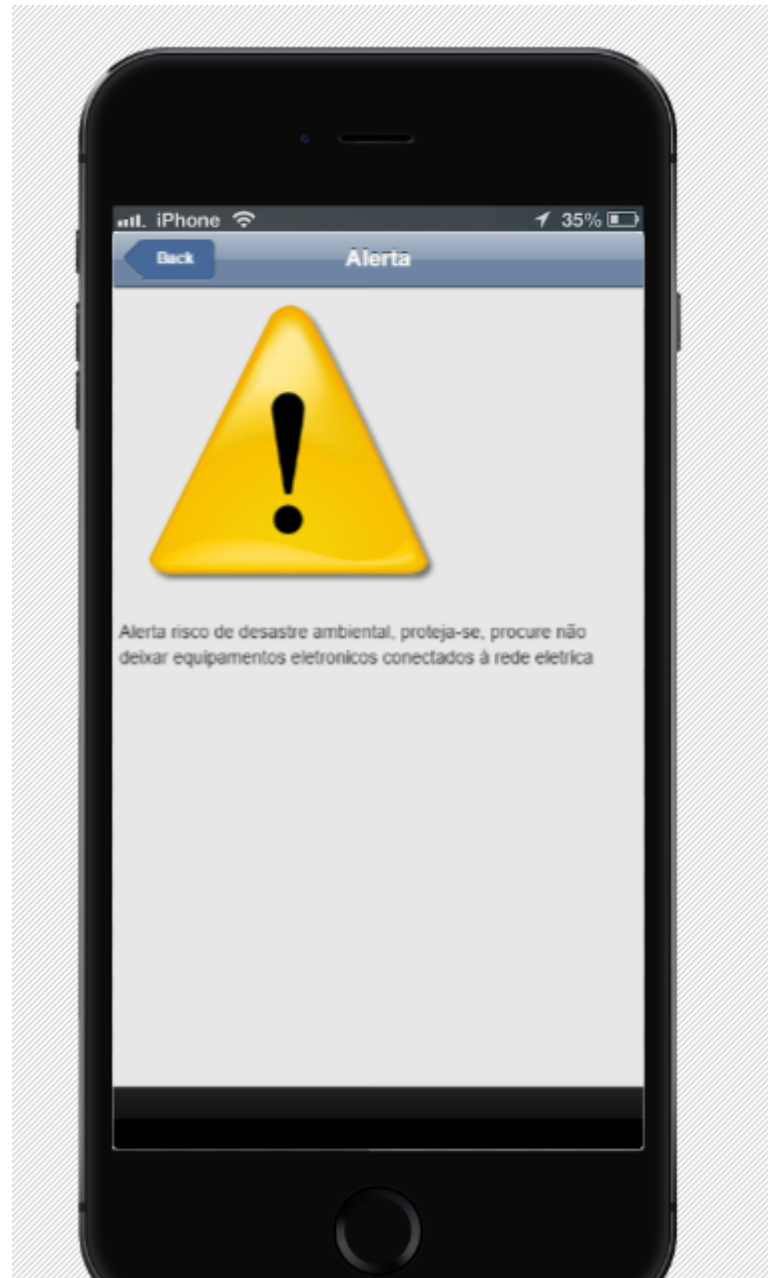 iPhone 35%
Back Alerta
!
Alerta risco de desastre ambiental, proteja-se, procure não
deixar equipamentos eletronicos conectados à rede eletrica